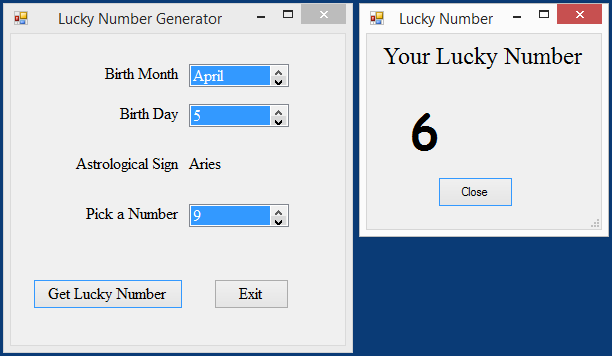 Lucky Number Generator
Birth Month April
Birth Day 5
Astrological Sign Aries
Pick a Number 9
Get Lucky Number Exit
Lucky Number
Your Lucky Number
6
Close